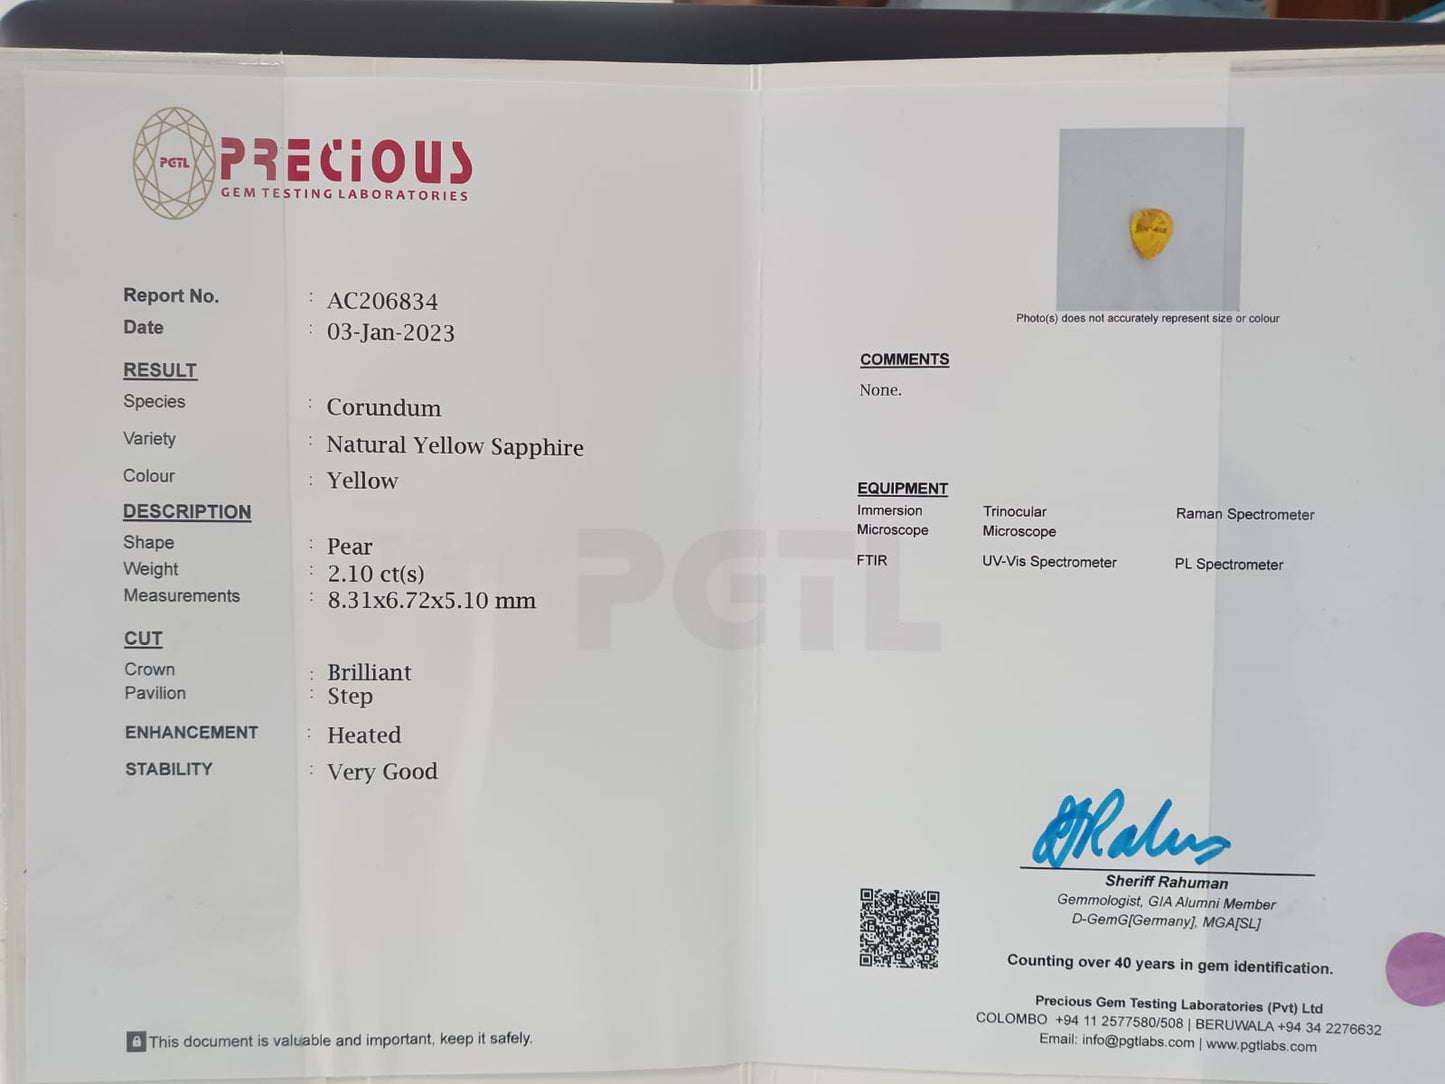 PGTL
PRECIOUS
GEM TESTING LABORATORIES
Report No. : AC206834
Date : 03-Jan-2023
RESULT
Species : Corundum
Variety : Natural Yellow Sapphire
Colour : Yellow
DESCRIPTION
Shape : Pear
Weight : 2.10 ct(s)
Measurements : 8.31x6.72x5.10 mm
CUT
Crown : Brilliant
Pavilion : Step
ENHANCEMENT : Heated
STABILITY : Very Good
This document is valuable and important, keep it safely.
PGTL
Photo(s) does not accurately represent size or colour
COMMENTS
None.
EQUIPMENT
Immersion Microscope
Trinocular Microscope
Raman Spectrometer
FTIR
UV-Vis Spectrometer
PL Spectrometer
Sheriff Rahuman
Gemmologist, GIA Alumni Member
D-GemG[Germany], MGA[SL]
Counting over 40 years in gem identification.
Precious Gem Testing Laboratories (Pvt) Ltd
COLOMBO +94 11 2577580/508 | BERUWALA +94 34 2276632
Email: info@pgtlabs.com | www.pgtlabs.com